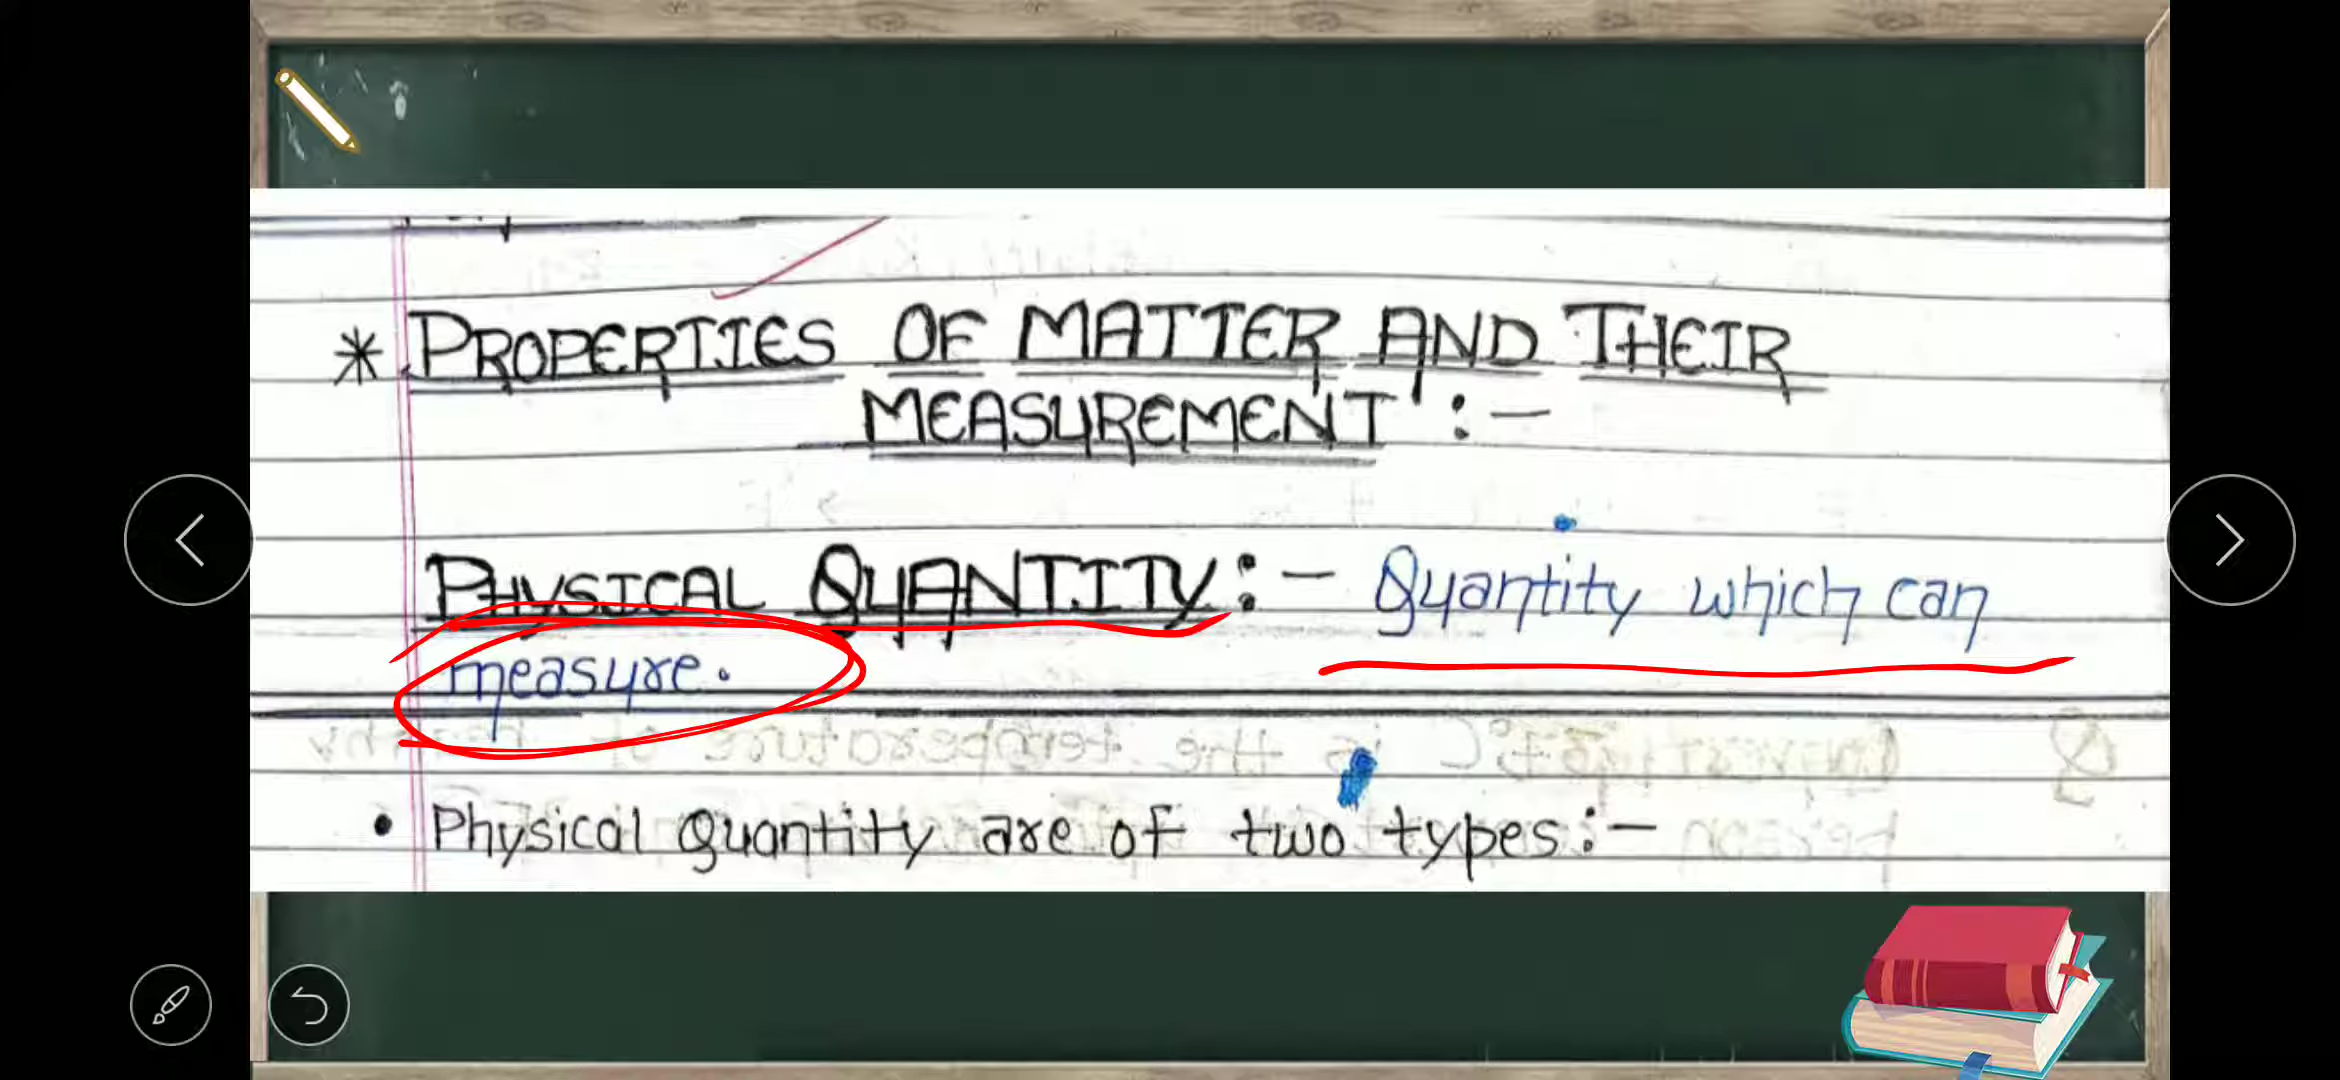 * PROPERTIES OF MATTER AND THEIR
MEASUREMENT :-
PHYSICAL QUANTITY :- Quantity which can
measure.
• Physical Quantity are of two types:-